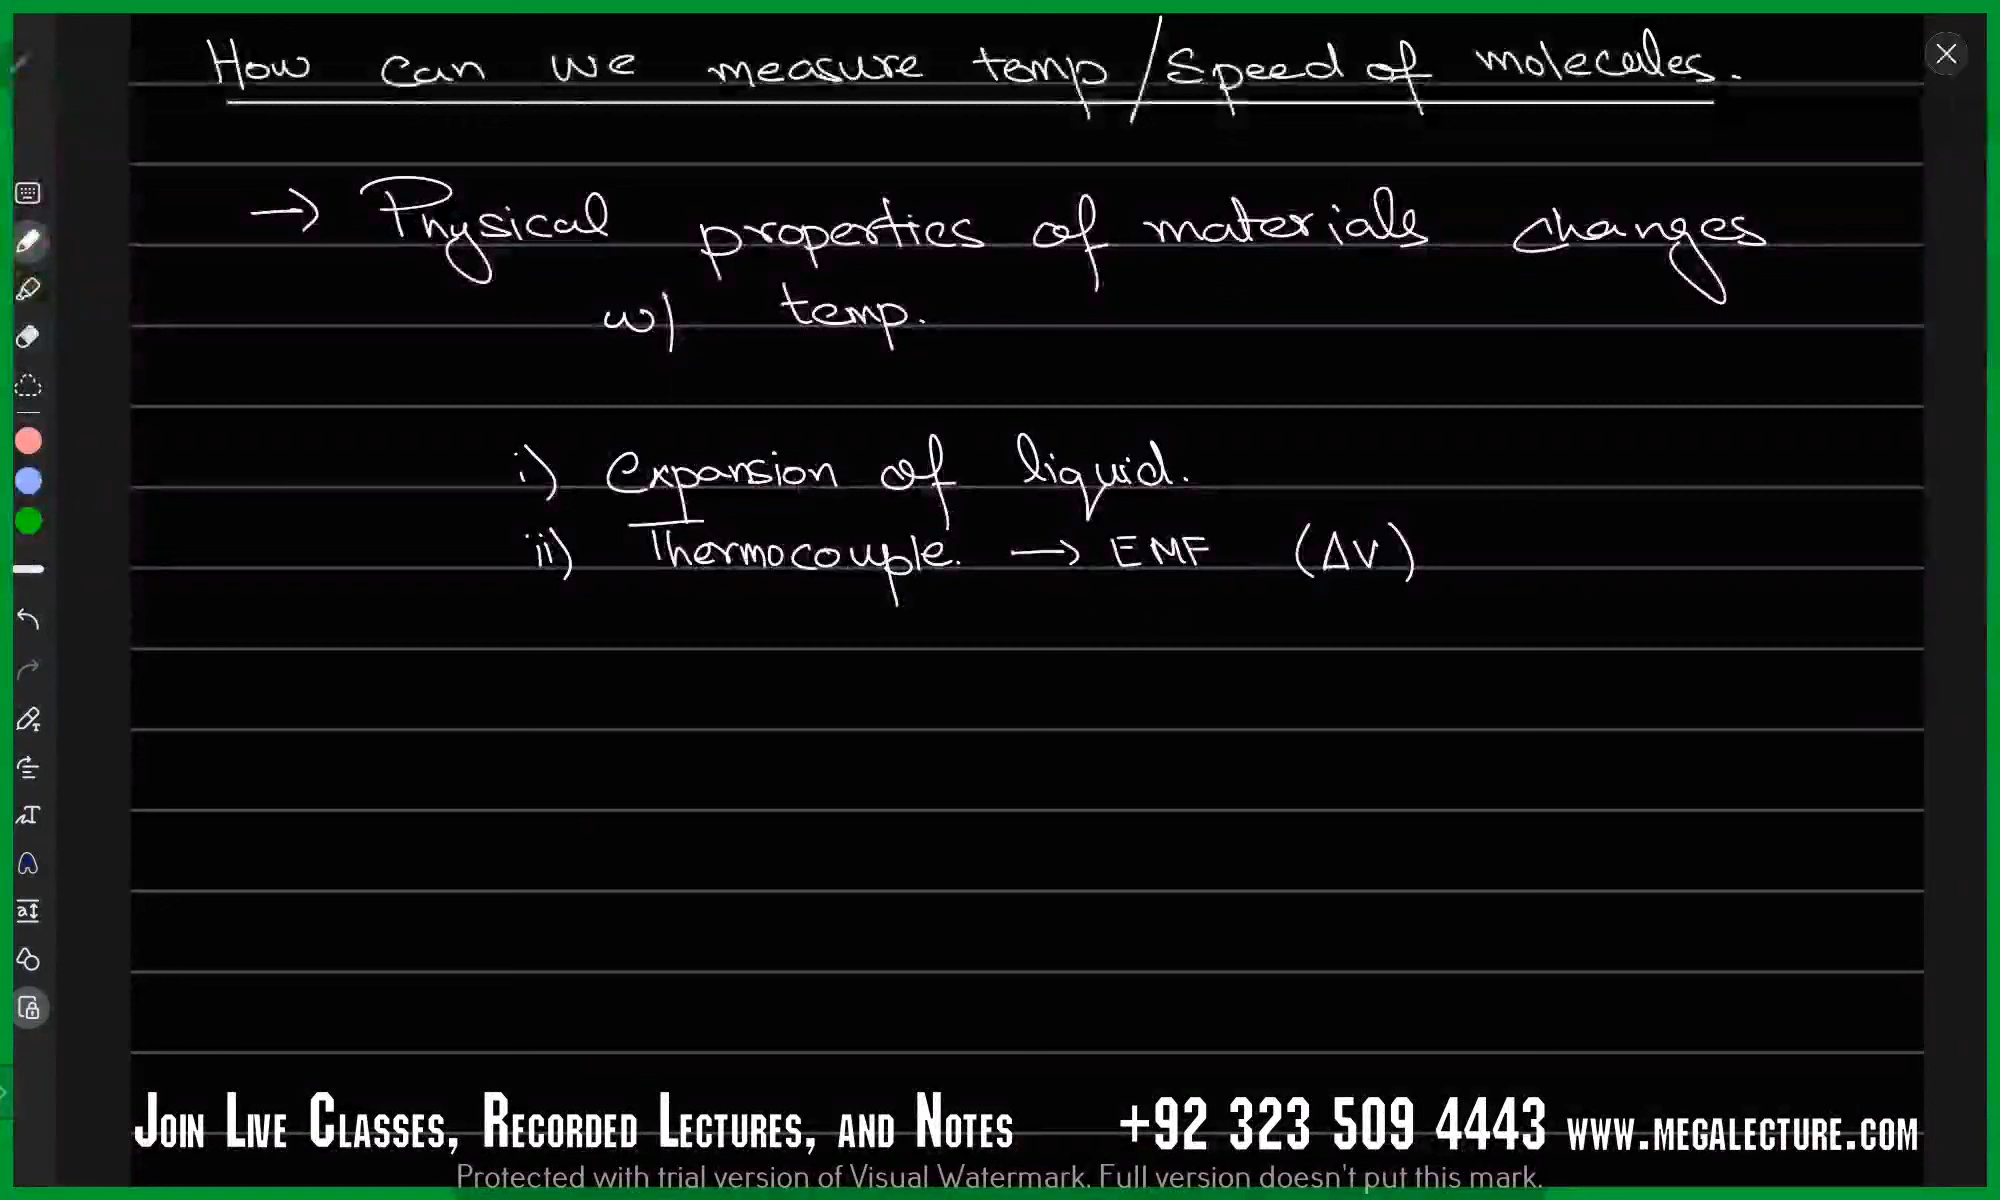 How can we measure temp/Speed of molecules.
→ Physical properties of materials changes
w/ temp.
i) Expansion of liquid.
ii) Thermocouple. → EMF (ΔV)
JOIN LIVE CLASSES, RECORDED LECTURES, AND NOTES +92 323 509 4443 WWW.MEGALECTURE.COM
Protected with trial version of Visual Watermark. Full version doesn't put this mark.